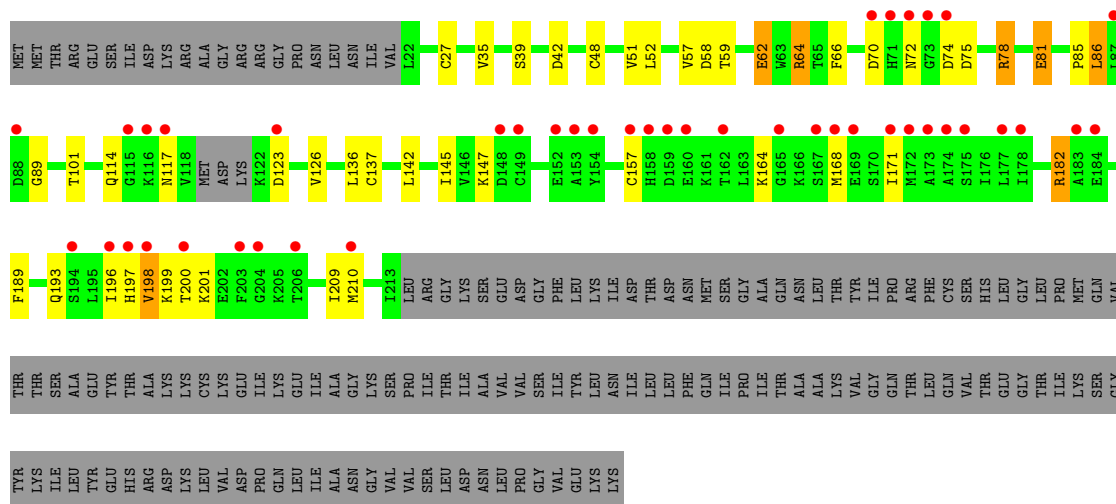 MET MET THR ARG GLU SER ILE ASP LYS ARG ALA GLY ARG ARG GLY PRO ASN LEU ASN ILE VAL L22 C27 V35 S39 D42 C48 V51 L52 V57 D58 T59 E62 W63 R64 T65 F66 D70 H71 N72 G73 D74 D75 R78 E81 P85 L86 L87
D88 G89 T101 Q114 G115 K116 N117 V118 MET ASP LYS K122 D123 V126 L136 C137 L142 I145 V146 K147 D148 C149 E152 A153 Y154 C157 H158 D159 E160 K161 T162 L163 K164 G165 K166 S167 M168 E169 S170 I171 M172 A173 A174 S175 I176 L177 I178 R182 A183 E184
F189 Q193 S194 L195 I196 H197 V198 K199 T200 K201 E202 F203 G204 K205 T206 I209 M210 I213 LEU ARG GLY LYS SER GLU ASP GLY PHE LEU LYS ILE ASP THR ASP ASN MET SER GLY ALA GLN ASN LEU THR TYR ILE PRO ARG PHE CYS SER HIS LEU GLY LEU PRO MET GLN VAL
THR THR SER ALA GLU TYR THR ALA LYS LYS CYS LYS GLU ILE LYS GLU ILE ALA GLY LYS SER PRO ILE THR ILE ALA VAL VAL SER ILE TYR LEU ASN ILE LEU LEU PHE GLN ILE PRO ILE THR ALA ALA LYS VAL GLY GLN THR LEU GLN VAL THR GLU GLY THR ILE LYS SER GLY
TYR LYS ILE LEU TYR GLU HIS ARG ASP LYS LEU VAL ASP PRO GLN LEU ILE ALA ASN GLY VAL VAL SER LEU ASP ASN LEU PRO GLY VAL GLU LYS LYS